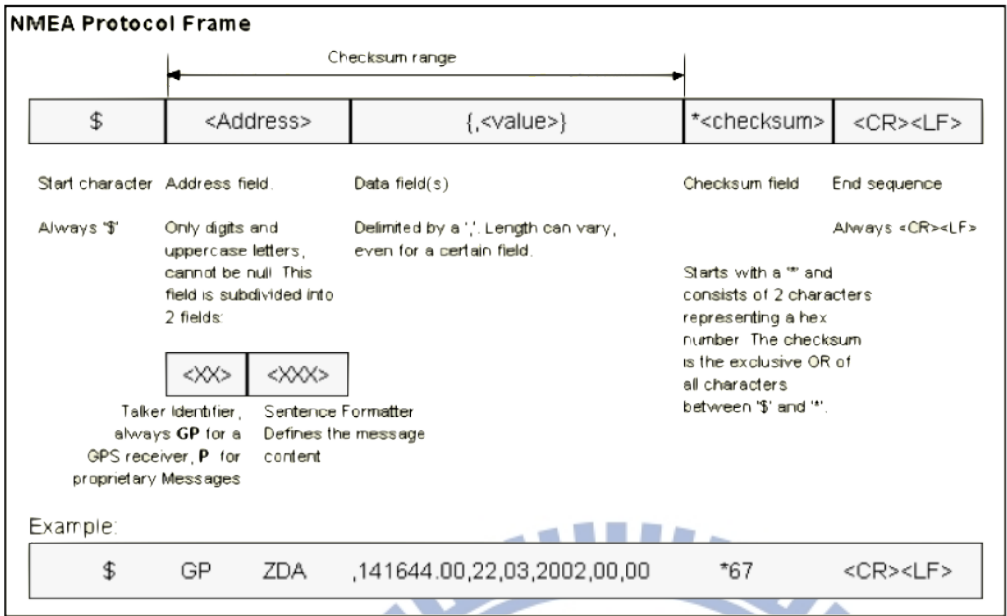 NMEA Protocol Frame
Checksum range
$ <Address> {,<value>} *<checksum> <CR><LF>
Start character Address field. Data field(s) Checksum field End sequence
Always '$'
Only digits and
uppercase letters,
cannot be null. This
field is subdivided into
2 fields:
<XX> <XXX>
Talker Identifier,
always GP for a
GPS receiver, P for
proprietary Messages
Sentence Formatter
Defines the message
content
Delimited by a ','. Length can vary,
even for a certain field.
Starts with a '*' and
consists of 2 characters
representing a hex
number. The checksum
is the exclusive OR of
all characters
between '$' and '*'.
Always <CR><LF>
Example:
$ GP ZDA ,141644.00,22,03,2002,00,00 *67 <CR><LF>